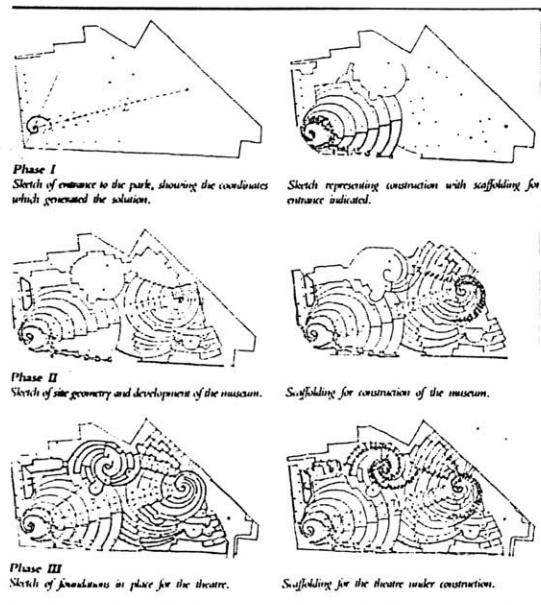 Phase I
Sketch of entrance to the park, showing the coordinates
which generated the solution.
Sketch representing construction with scaffolding for
entrance indicated.
Phase II
Sketch of site geometry and development of the museum.
Scaffolding for construction of the museum.
Phase III
Sketch of foundations in place for the theatre.
Scaffolding for the theatre under construction.